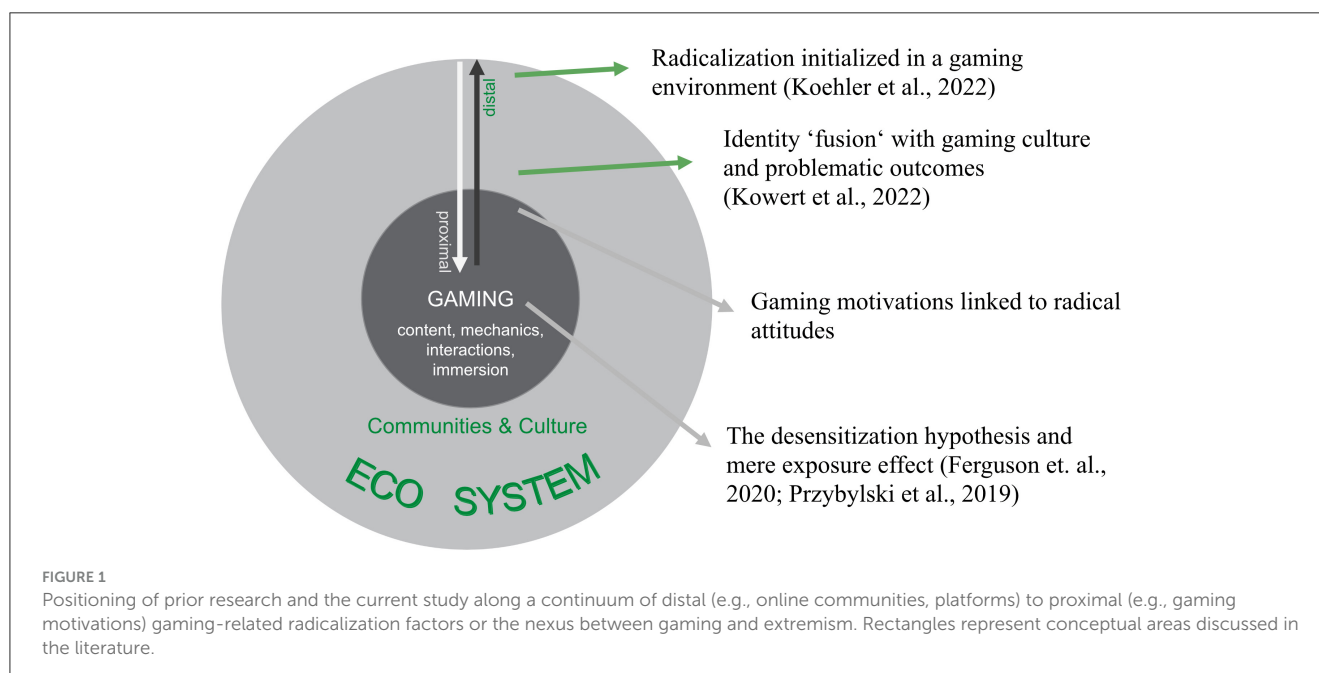 Radicalization initialized in a gaming
environment (Koehler et al., 2022)
distal
Identity ‘fusion‘ with gaming culture
and problematic outcomes
(Kowert et al., 2022)
proximal
GAMING
content, mechanics,
interactions,
immersion
Gaming motivations linked to radical
attitudes
Communities & Culture
ECO SYSTEM
The desensitization hypothesis and
mere exposure effect (Ferguson et. al.,
2020; Przybylski et al., 2019)
FIGURE 1
Positioning of prior research and the current study along a continuum of distal (e.g., online communities, platforms) to proximal (e.g., gaming
motivations) gaming-related radicalization factors or the nexus between gaming and extremism. Rectangles represent conceptual areas discussed in
the literature.